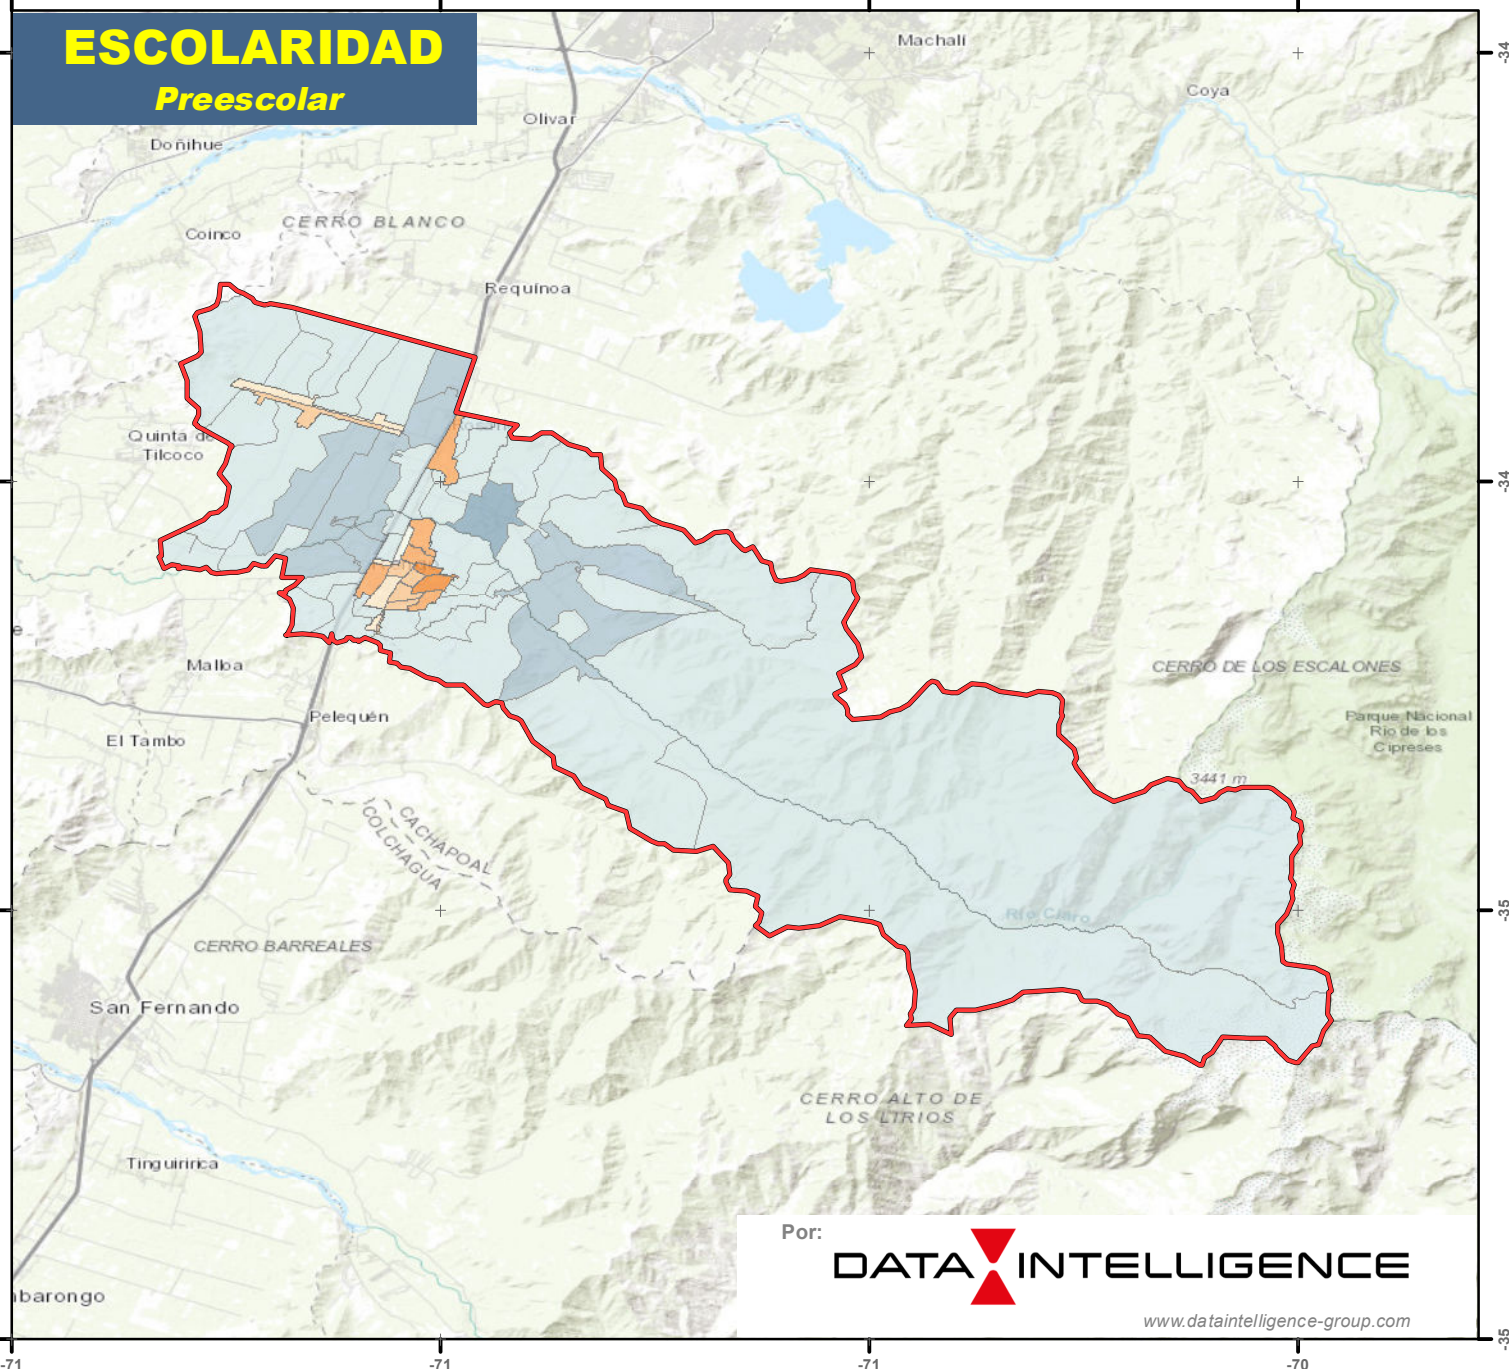 ESCOLARIDAD
Preescolar
Machalí
Coya
Olivar
Doñihue
CERRO BLANCO
Coinco
Requínoa
Quinta de
Tilcoco
Malloa
CERRO DE LOS ESCALONES
Pelequén
Parque Nacional
Río de los
Cipreses
El Tambo
3441 m
CACHAPOAL
COLCHAGUA
Río Claro
CERRO BARREALES
San Fernando
CERRO ALTO DE
LOS LIRIOS
Tinguiririca
Por:
DATA INTELLIGENCE
www.dataintelligence-group.com
-71
-71
-71
-70
-34
-34
-35
-35